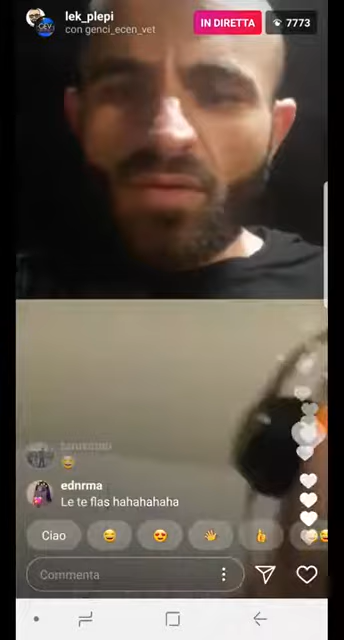 lek_plepi
con genci_ecen_vet
IN DIRETTA
7773
ednrma
Le te flas hahahahaha
Ciao
Commenta